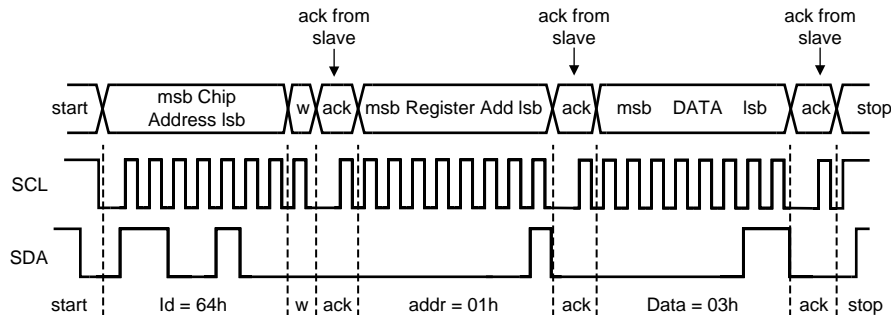 ack from
slave
ack from
slave
ack from
slave
start
msb Chip
Address lsb
w
ack
msb Register Add lsb
ack
msb DATA lsb
ack
stop
SCL
SDA
start
Id = 64h
w
ack
addr = 01h
ack
Data = 03h
ack
stop